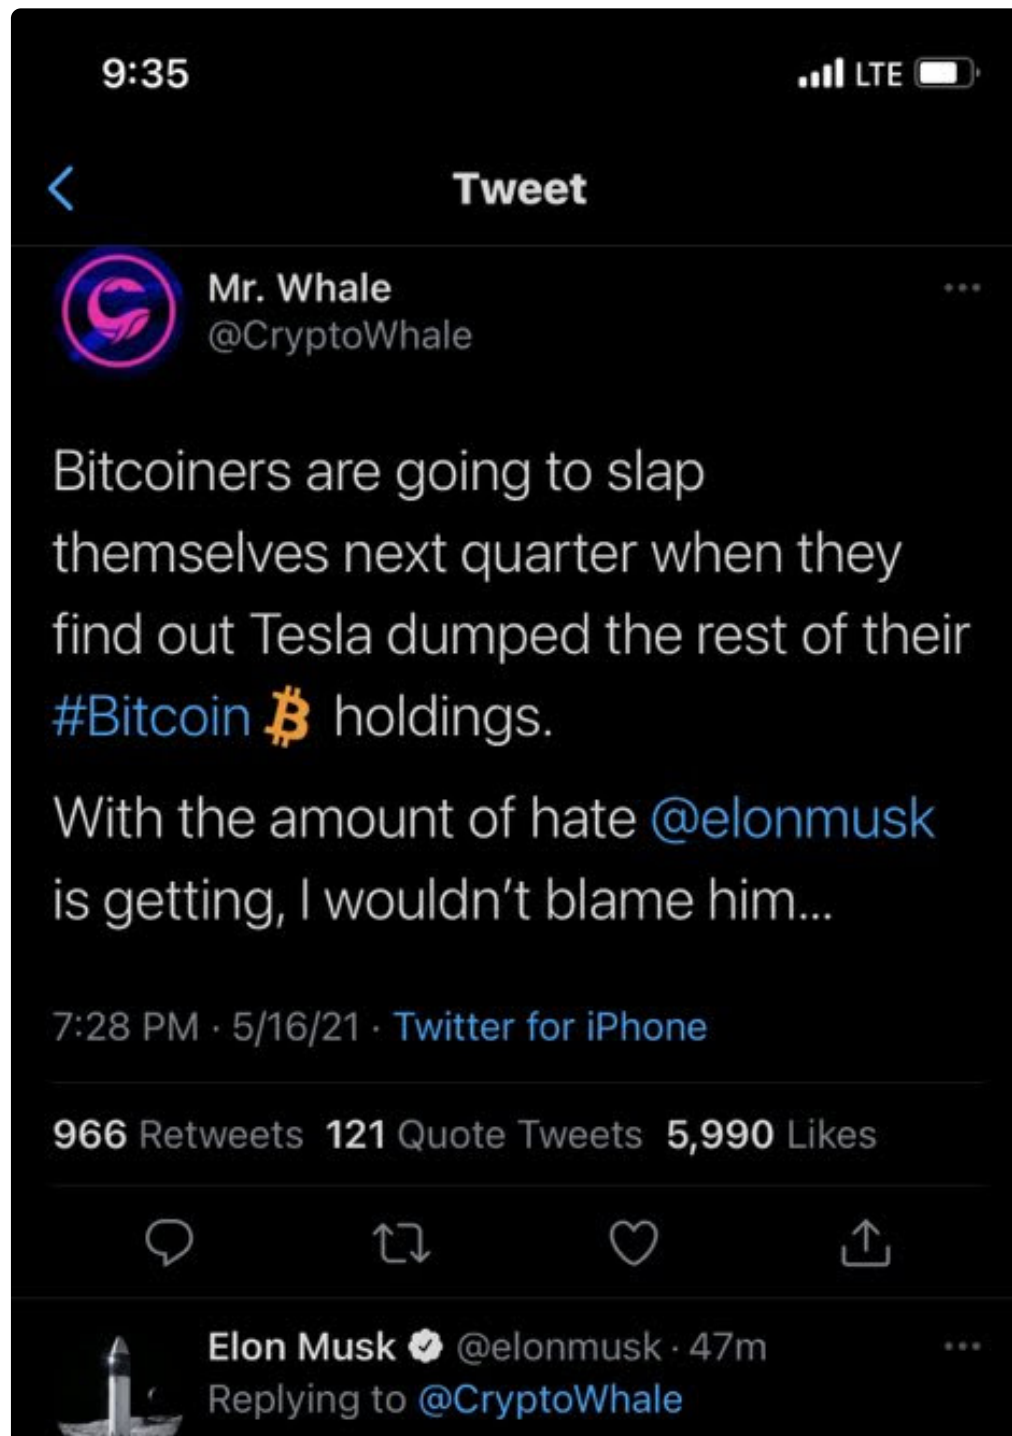 9:35 LTE
Tweet
Mr. Whale
@CryptoWhale
Bitcoiners are going to slap
themselves next quarter when they
find out Tesla dumped the rest of their
#Bitcoin holdings.
With the amount of hate @elonmusk
is getting, I wouldn’t blame him...
7:28 PM · 5/16/21 · Twitter for iPhone
966 Retweets 121 Quote Tweets 5,990 Likes
Elon Musk @elonmusk · 47m
Replying to @CryptoWhale